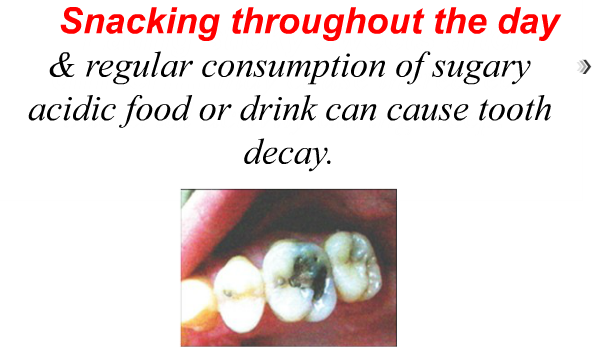 Snacking throughout the day
& regular consumption of sugary
acidic food or drink can cause tooth
decay.